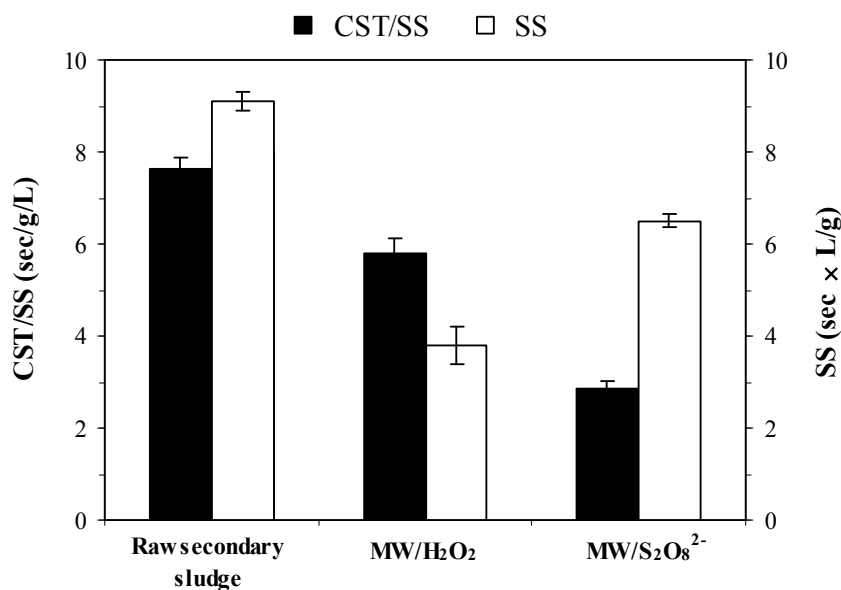 CST/SS SS
10 10
8 8
6 6
4 4
2 2
0 0
CST/SS (sec/g/L)
SS (sec × L/g)
Raw secondary
sludge
MW/H₂O₂
MW/S₂O₈²⁻